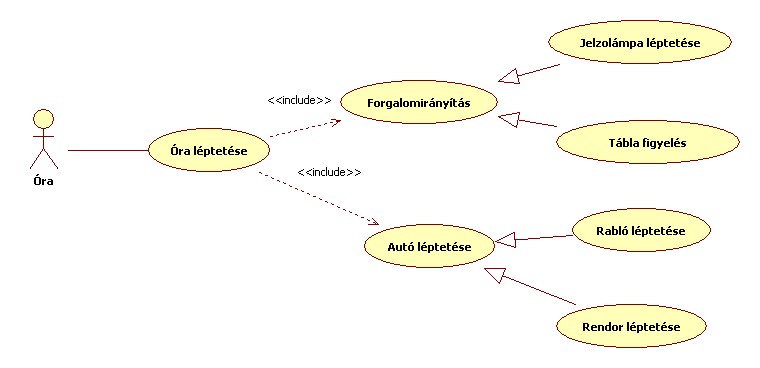 Jelzolámpa léptetése
<<include>>
Forgalomirányítás
Óra léptetése
Tábla figyelés
Óra
<<include>>
Autó léptetése
Rabló léptetése
Rendor léptetése